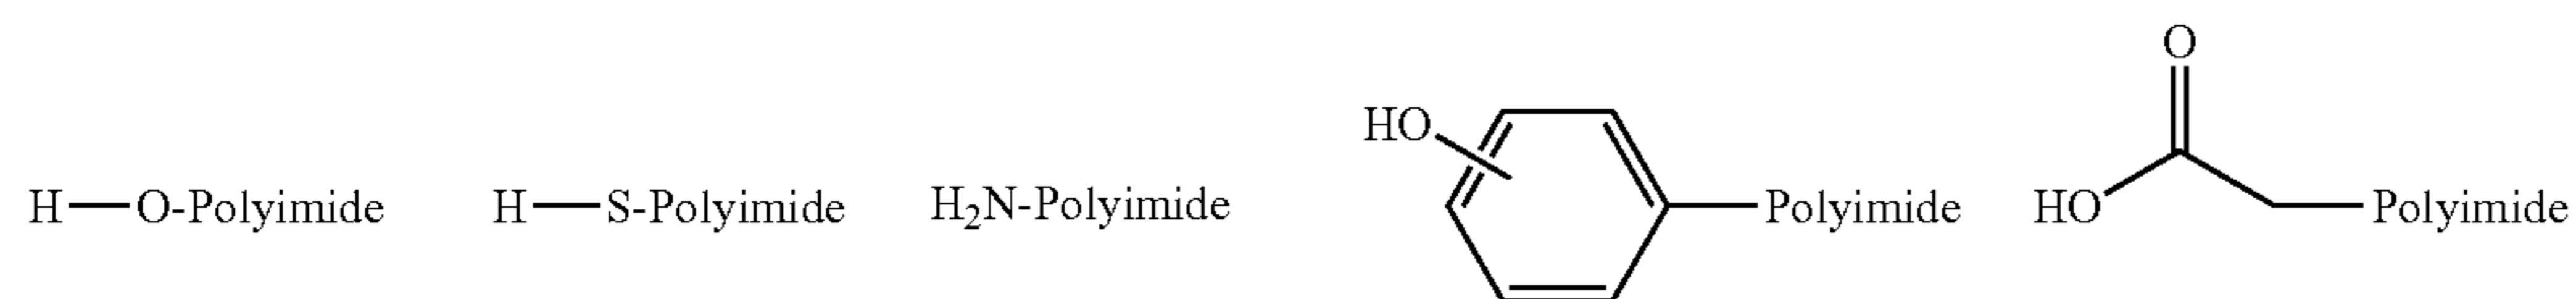 O
HO
H—O-Polyimide H—S-Polyimide H₂N-Polyimide Polyimide HO Polyimide